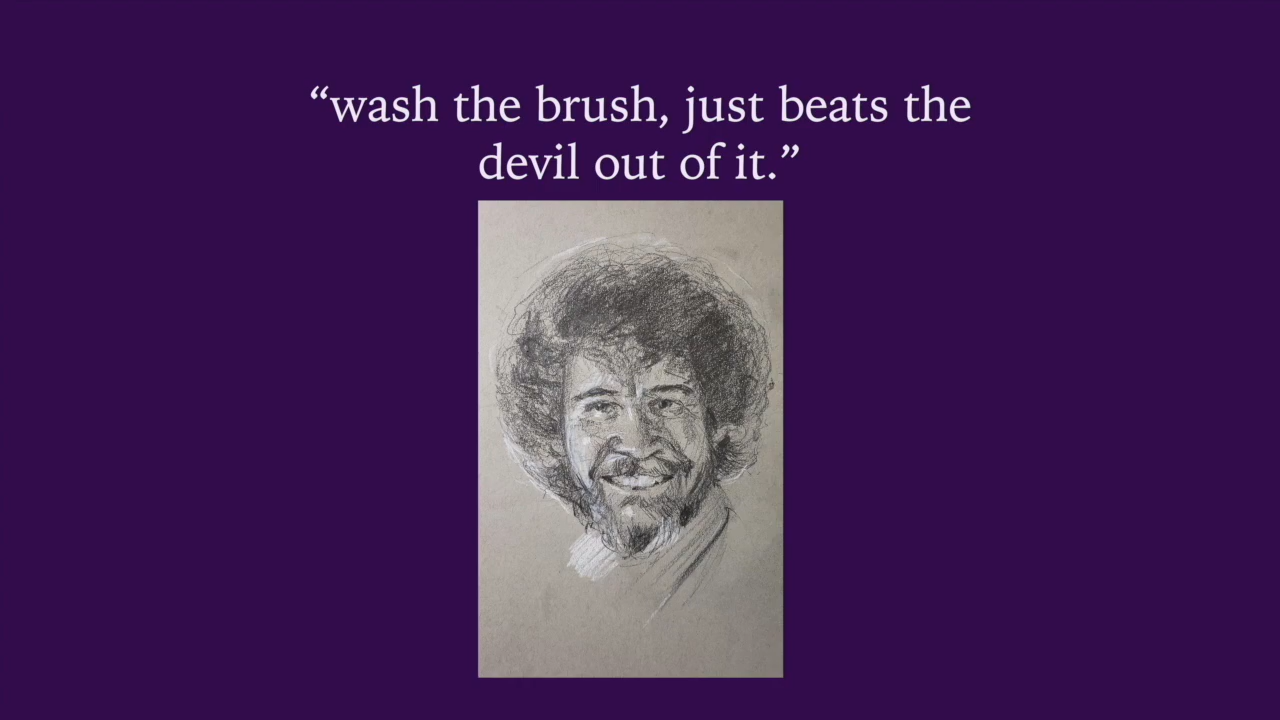 “wash the brush, just beats the
devil out of it.”